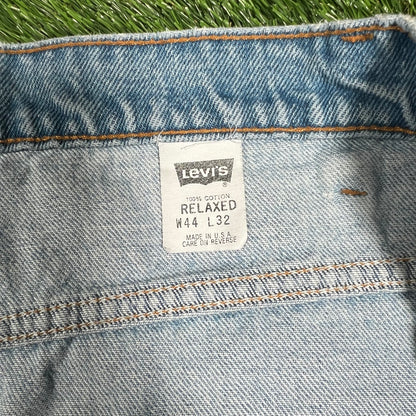 Levi's
®
100% COTTON
RELAXED
W44 L32
MADE IN U.S.A.
CARE ON REVERSE